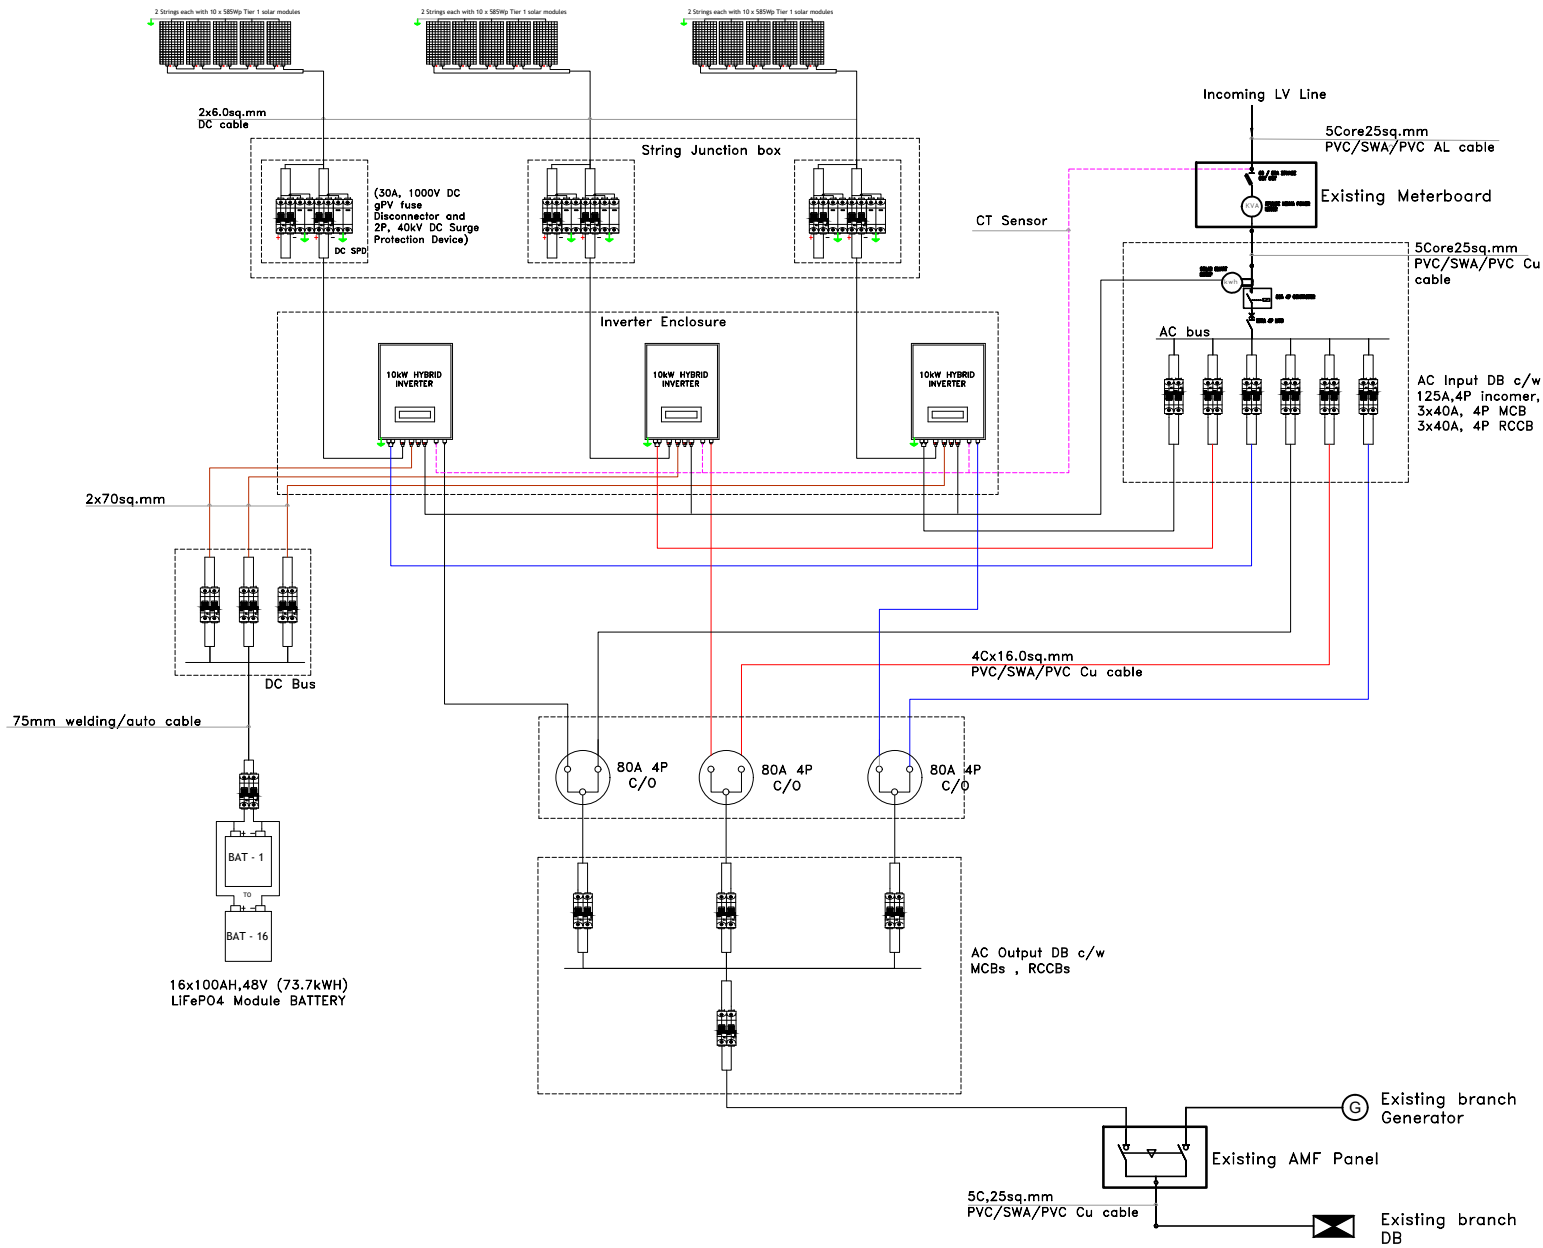 2 Strings each with 10 x 585Wp Tier 1 solar modules
2 Strings each with 10 x 585Wp Tier 1 solar modules
2 Strings each with 10 x 585Wp Tier 1 solar modules
2x6.0sq.mm
DC cable
String Junction box
(30A, 1000V DC
gPV fuse
Disconnector and
2P, 40kV DC Surge
Protection Device)
DC SPD
Incoming LV Line
5Core25sq.mm
PVC/SWA/PVC AL cable
Existing Meterboard
KVA
CT Sensor
5Core25sq.mm
PVC/SWA/PVC Cu
cable
kwh
AC bus
AC Input DB c/w
125A,4P incomer,
3x40A, 4P MCB
3x40A, 4P RCCB
Inverter Enclosure
10kW HYBRID
INVERTER
10kW HYBRID
INVERTER
10kW HYBRID
INVERTER
2x70sq.mm
DC Bus
75mm welding/auto cable
4Cx16.0sq.mm
PVC/SWA/PVC Cu cable
80A 4P
C/O
80A 4P
C/O
80A 4P
C/O
BAT - 1
TO
BAT - 16
16x100AH,48V (73.7kWH)
LiFePO4 Module BATTERY
AC Output DB c/w
MCBs , RCCBs
G
Existing branch
Generator
Existing AMF Panel
5C,25sq.mm
PVC/SWA/PVC Cu cable
Existing branch
DB